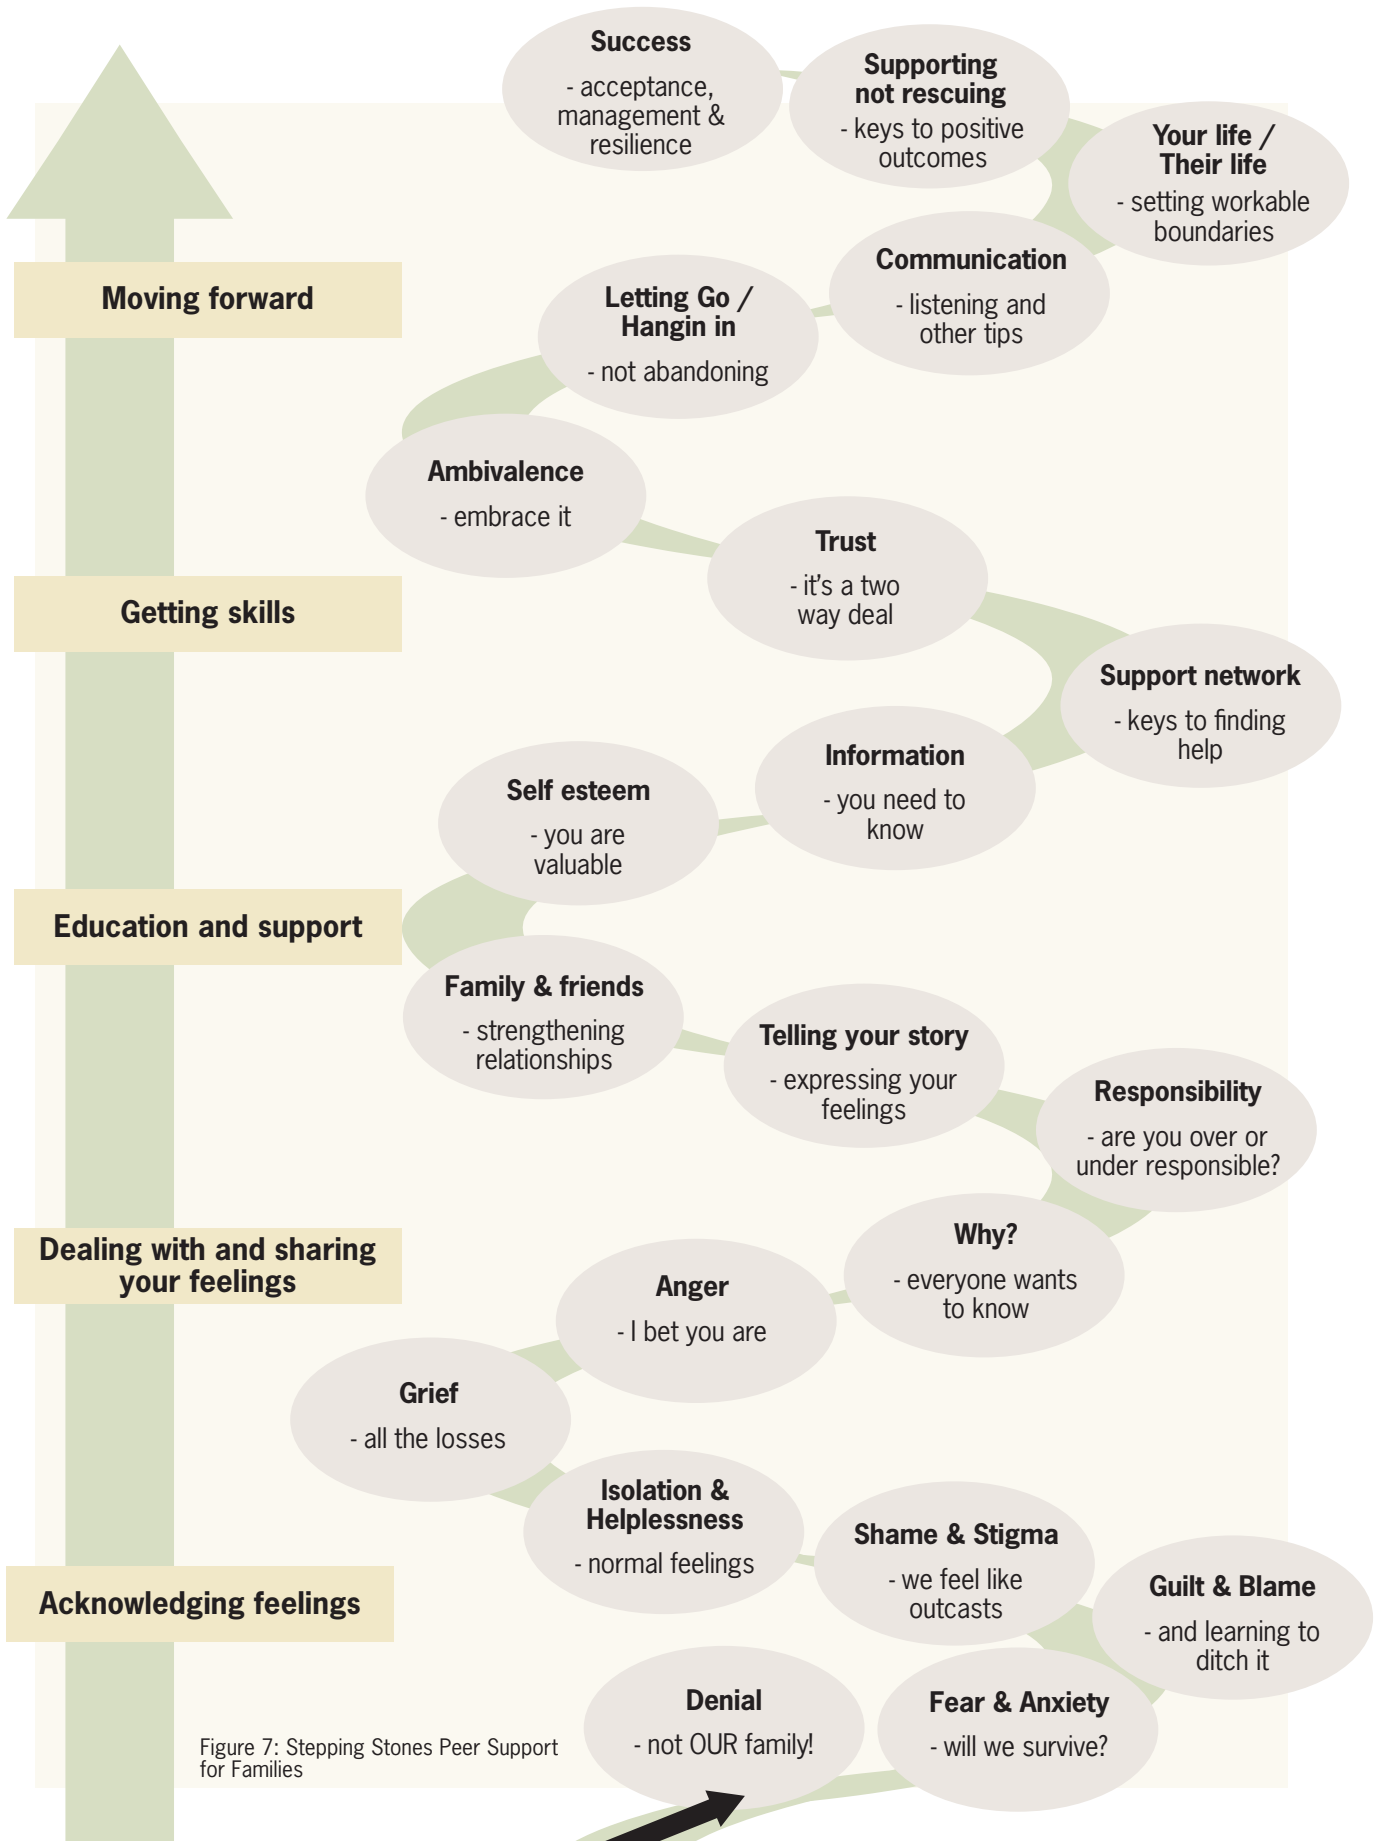 Success
- acceptance,
management &
resilience
Supporting
not rescuing
- keys to positive
outcomes
Your life /
Their life
- setting workable
boundaries
Communication
- listening and
other tips
Letting Go /
Hangin in
- not abandoning
Moving forward
Ambivalence
- embrace it
Trust
- it's a two
way deal
Getting skills
Support network
- keys to finding
help
Information
- you need to
know
Self esteem
- you are
valuable
Education and support
Family & friends
- strengthening
relationships
Telling your story
- expressing your
feelings
Responsibility
- are you over or
under responsible?
Why?
- everyone wants
to know
Dealing with and sharing
your feelings
Anger
- I bet you are
Grief
- all the losses
Isolation &
Helplessness
- normal feelings
Shame & Stigma
- we feel like
outcasts
Guilt & Blame
- and learning to
ditch it
Acknowledging feelings
Fear & Anxiety
- will we survive?
Denial
- not OUR family!
Figure 7: Stepping Stones Peer Support
for Families